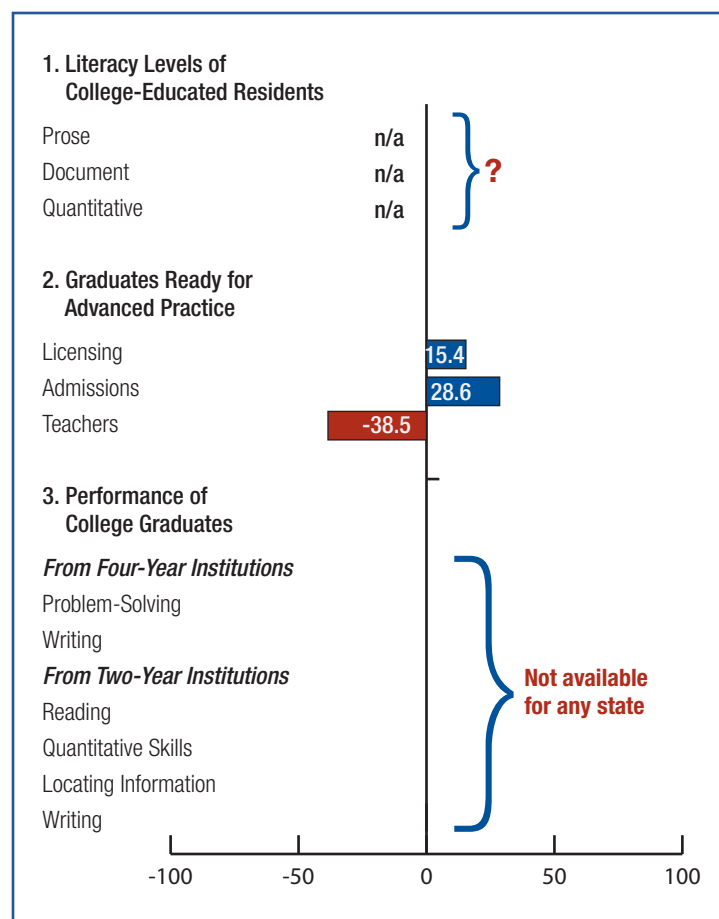 1. Literacy Levels of
College-Educated Residents
Prose n/a
Document n/a
Quantitative n/a
?
2. Graduates Ready for
Advanced Practice
Licensing 15.4
Admissions 28.6
Teachers -38.5
3. Performance of
College Graduates
From Four-Year Institutions
Problem-Solving
Writing
From Two-Year Institutions
Reading
Quantitative Skills
Locating Information
Writing
Not available
for any state
-100 -50 0 50 100